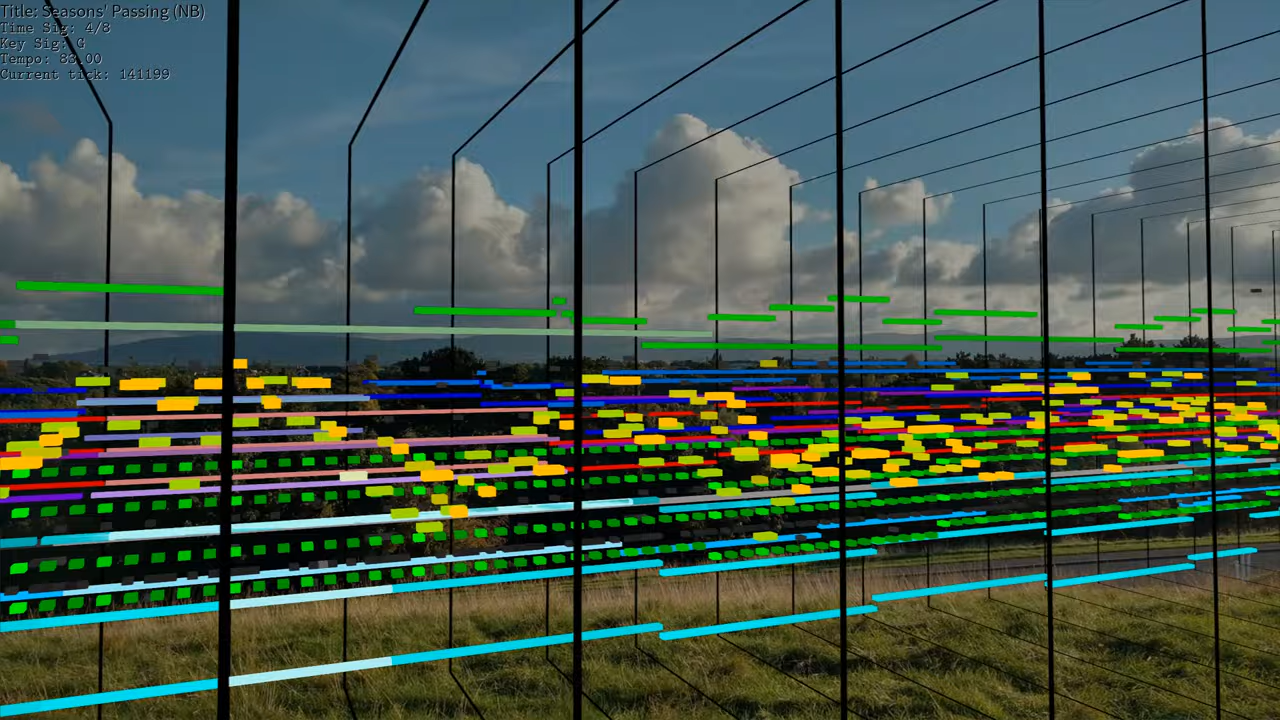 Title: Seasons' Passing (NB)
Time Sig: 4/8
Key Sig: G
Tempo: 83.00
Current tick: 141199